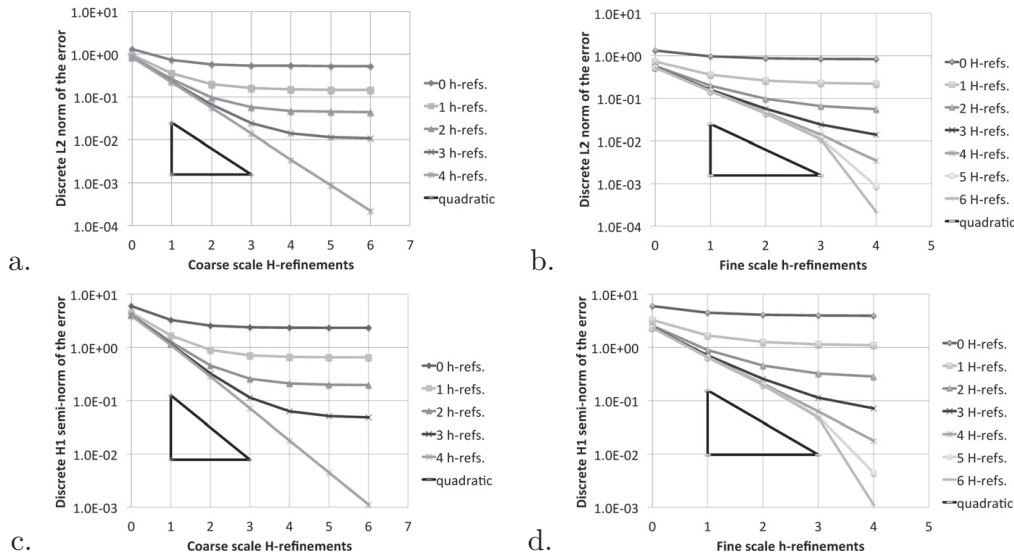 1.0E+01
1.0E+00
1.0E-01
1.0E-02
1.0E-03
1.0E-04
Discrete L2 norm of the error
0 1 2 3 4 5 6 7
Coarse scale H-refinements
0 h-refs.
1 h-refs.
2 h-refs.
3 h-refs.
4 h-refs.
quadratic
a.
1.0E+01
1.0E+00
1.0E-01
1.0E-02
1.0E-03
1.0E-04
Discrete L2 norm of the error
0 1 2 3 4 5
Fine scale h-refinements
0 H-refs.
1 H-refs.
2 H-refs.
3 H-refs.
4 H-refs.
5 H-refs.
6 H-refs.
quadratic
b.
1.0E+01
1.0E+00
1.0E-01
1.0E-02
1.0E-03
Discrete H1 semi-norm of the error
0 1 2 3 4 5 6 7
Coarse scale H-refinements
0 h-refs.
1 h-refs.
2 h-refs.
3 h-refs.
4 h-refs.
quadratic
c.
1.0E+01
1.0E+00
1.0E-01
1.0E-02
1.0E-03
Discrete H1 semi-norm of the error
0 1 2 3 4 5
Fine scale h-refinements
0 H-refs.
1 H-refs.
2 H-refs.
3 H-refs.
4 H-refs.
5 H-refs.
6 H-refs.
quadratic
d.